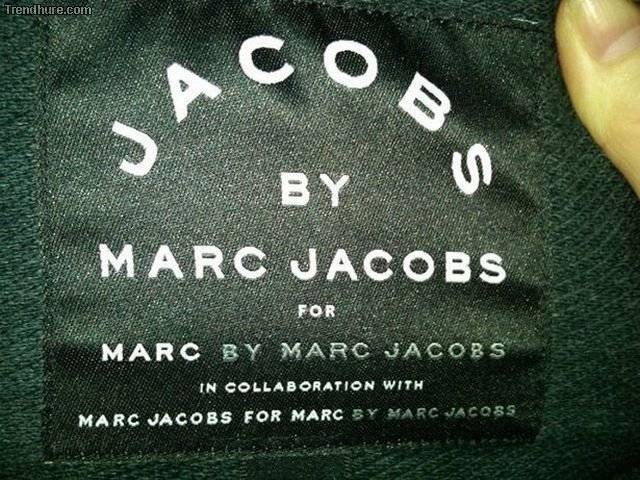 Trendhure.com
JACOBS
BY
MARC JACOBS
FOR
MARC BY MARC JACOBS
IN COLLABORATION WITH
MARC JACOBS FOR MARC BY MARC JACOBS